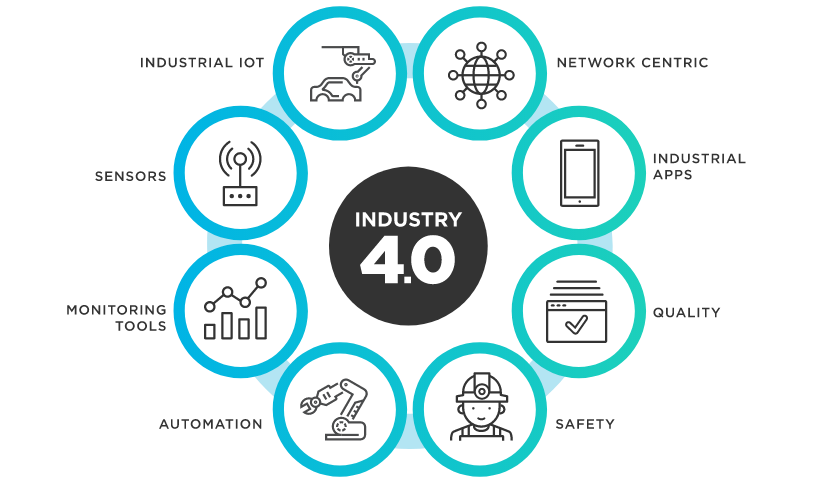 INDUSTRIAL IOT
NETWORK CENTRIC
SENSORS
INDUSTRIAL
APPS
INDUSTRY
4.0
MONITORING
TOOLS
QUALITY
AUTOMATION
SAFETY